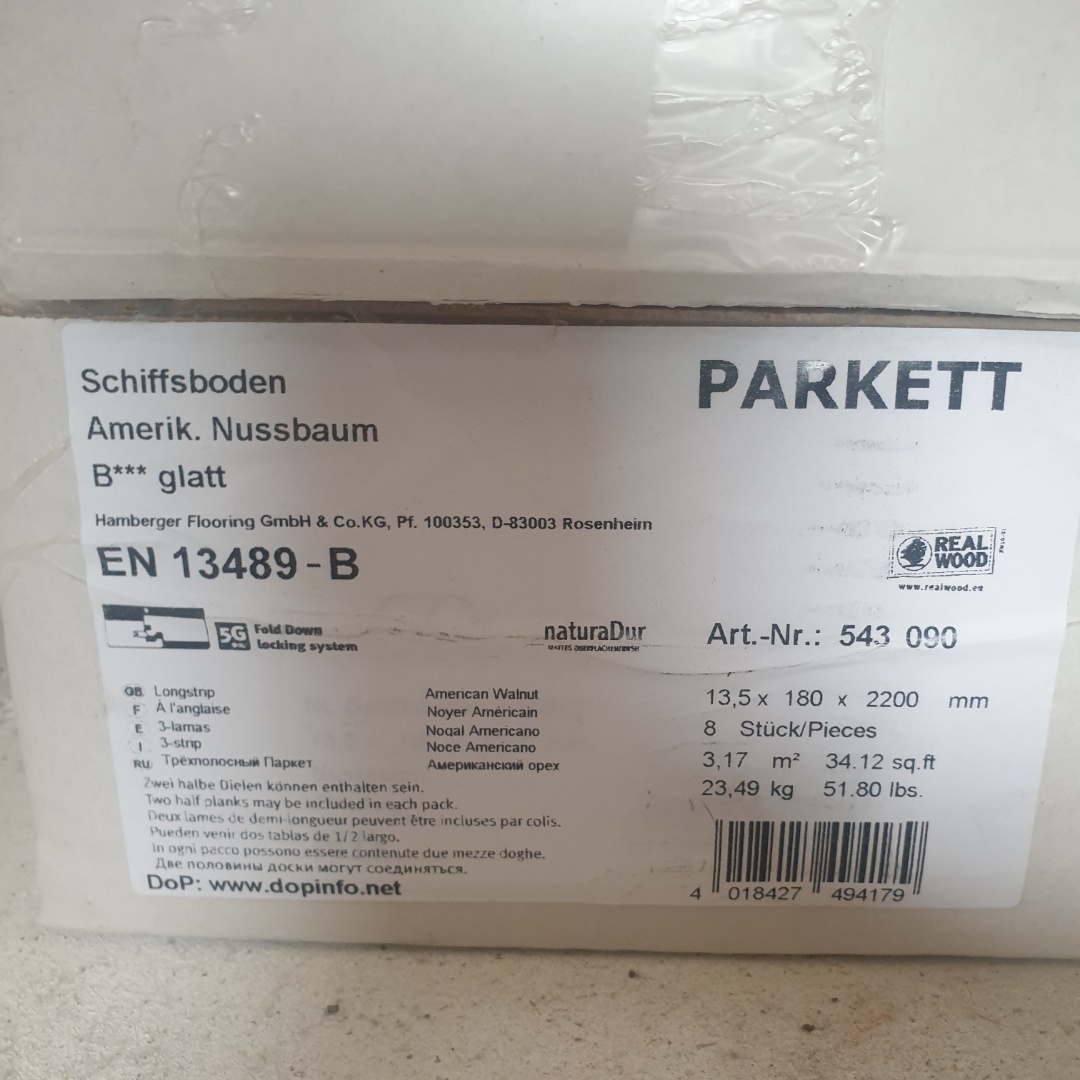 Schiffsboden
PARKETT
Amerik. Nussbaum
B*** glatt
Hamberger Flooring GmbH & Co.KG, Pf. 100353, D-83003 Rosenheim
EN 13489-B
REAL
WOOD
www.realwood.eu
5G
Fold Down
locking system
naturaDur
Art.-Nr.: 543 090
GB Longstrip American Walnut
F À l'anglaise Noyer Américain
E 3-lamas Nogal Americano
I 3-strip Noce Americano
RU Трёхполосный Паркет Американский орех
13,5 x 180 x 2200 mm
8 Stück/Pieces
3,17 m² 34.12 sq.ft
23,49 kg 51.80 lbs.
Zwei halbe Dielen können enthalten sein.
Two half planks may be included in each pack.
Deux lames de demi-longueur peuvent être incluses par colis.
Pueden venir dos tablas de 1/2 largo.
In ogni pacco possono essere contenute due mezze doghe.
Две половины доски могут соединяться.
DoP: www.dopinfo.net
4 018427 494179